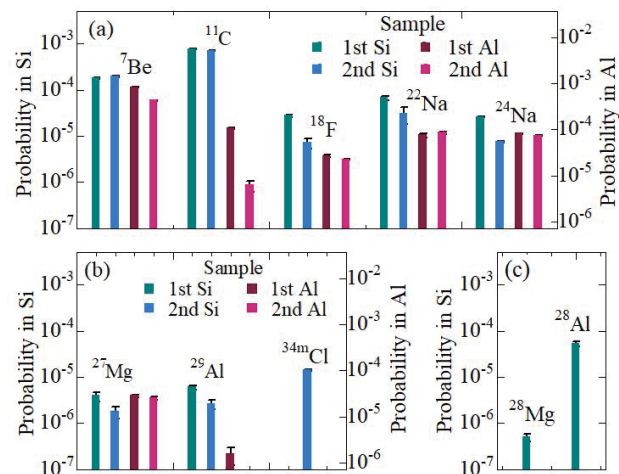 (a)
Sample
1st Si 1st Al
2nd Si 2nd Al
⁷Be
¹¹C
¹⁸F
²²Na
²⁴Na
Probability in Si
10⁻³
10⁻⁴
10⁻⁵
10⁻⁶
10⁻⁷
Probability in Al
10⁻²
10⁻³
10⁻⁴
10⁻⁵
10⁻⁶
(b)
Sample
1st Si 1st Al
2nd Si 2nd Al
²⁷Mg
²⁹Al
³⁴ᵐCl
Probability in Si
10⁻³
10⁻⁴
10⁻⁵
10⁻⁶
10⁻⁷
Probability in Al
10⁻²
10⁻³
10⁻⁴
10⁻⁵
10⁻⁶
(c)
²⁸Al
²⁸Mg
Probability in Si
10⁻³
10⁻⁴
10⁻⁵
10⁻⁶
10⁻⁷